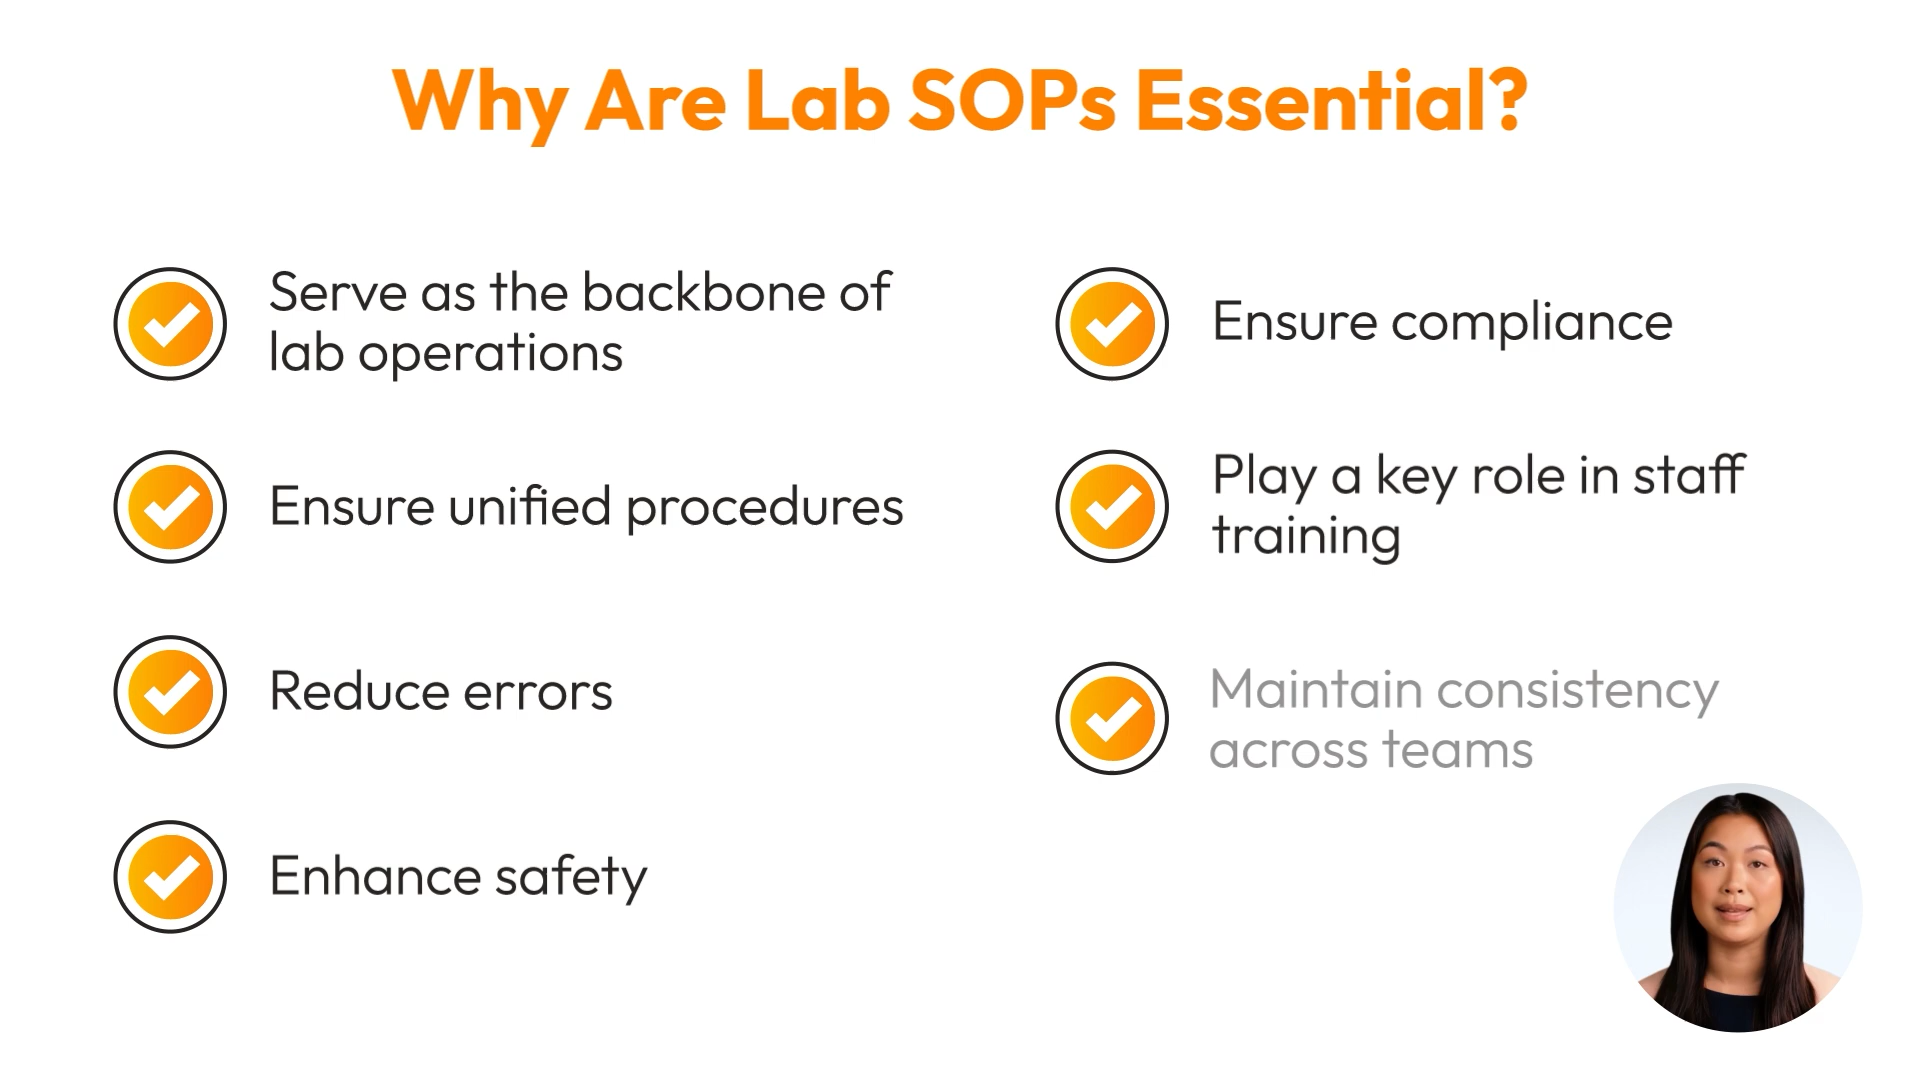 Why Are Lab SOPs Essential?
Serve as the backbone of
lab operations
Ensure unified procedures
Reduce errors
Enhance safety
Ensure compliance
Play a key role in staff
training
Maintain consistency
across teams